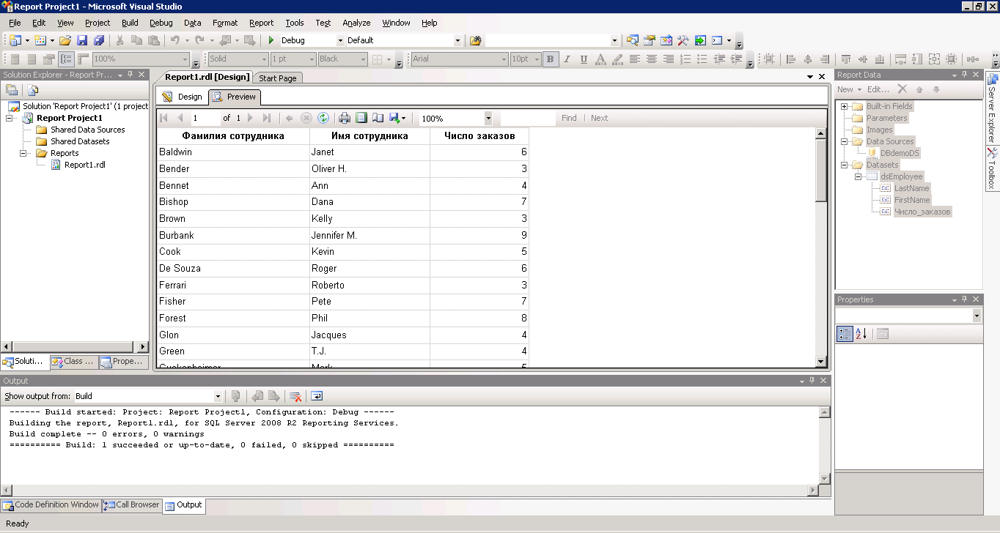 Report Project1 - Microsoft Visual Studio
File Edit View Project Build Debug Data Format Report Tools Test Analyze Window Help
Debug Default
100% Solid 1 pt Black Arial 10pt B I U A
Solution Explorer - Report Pr...
Solution 'Report Project1' (1 project
Report Project1
Shared Data Sources
Shared Datasets
Reports
Report1.rdl
Soluti... Class ... Prope...
Report1.rdl [Design] Start Page
Design Preview
1 of 1 100% Find | Next
Фамилия сотрудника Имя сотрудника Число заказов
Baldwin Janet 6
Bender Oliver H. 3
Bennet Ann 4
Bishop Dana 7
Brown Kelly 3
Burbank Jennifer M. 9
Cook Kevin 5
De Souza Roger 6
Ferrari Roberto 3
Fisher Pete 7
Forest Phil 8
Glon Jacques 4
Green T.J. 4
Guckenheimer Mark 5
Report Data
New Edit...
Built-in Fields
Parameters
Images
Data Sources
DBdemoDS
Datasets
dsEmployee
LastName
FirstName
Число_заказов
Server Explorer
Toolbox
Properties
Output
Show output from: Build
------ Build started: Project: Report Project1, Configuration: Debug ------
Building the report, Report1.rdl, for SQL Server 2008 R2 Reporting Services.
Build complete -- 0 errors, 0 warnings
========== Build: 1 succeeded or up-to-date, 0 failed, 0 skipped ==========
Code Definition Window Call Browser Output
Ready